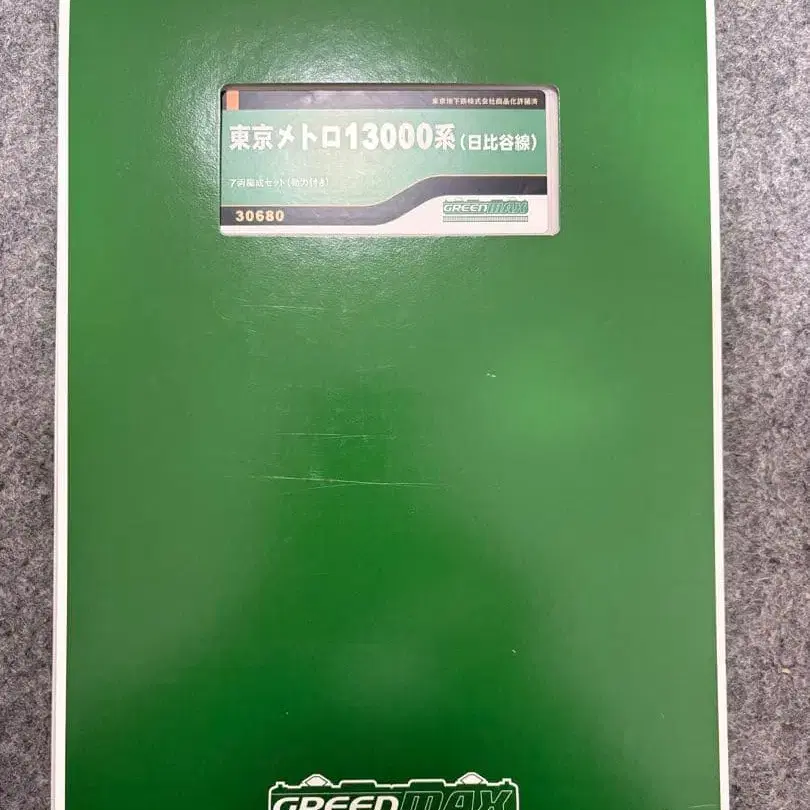 東京地下鉄株式会社商品化許諾済
東京メトロ13000系(日比谷線)
7両編成セット(動力付き)
30680
GREENMAX
GREENMAX